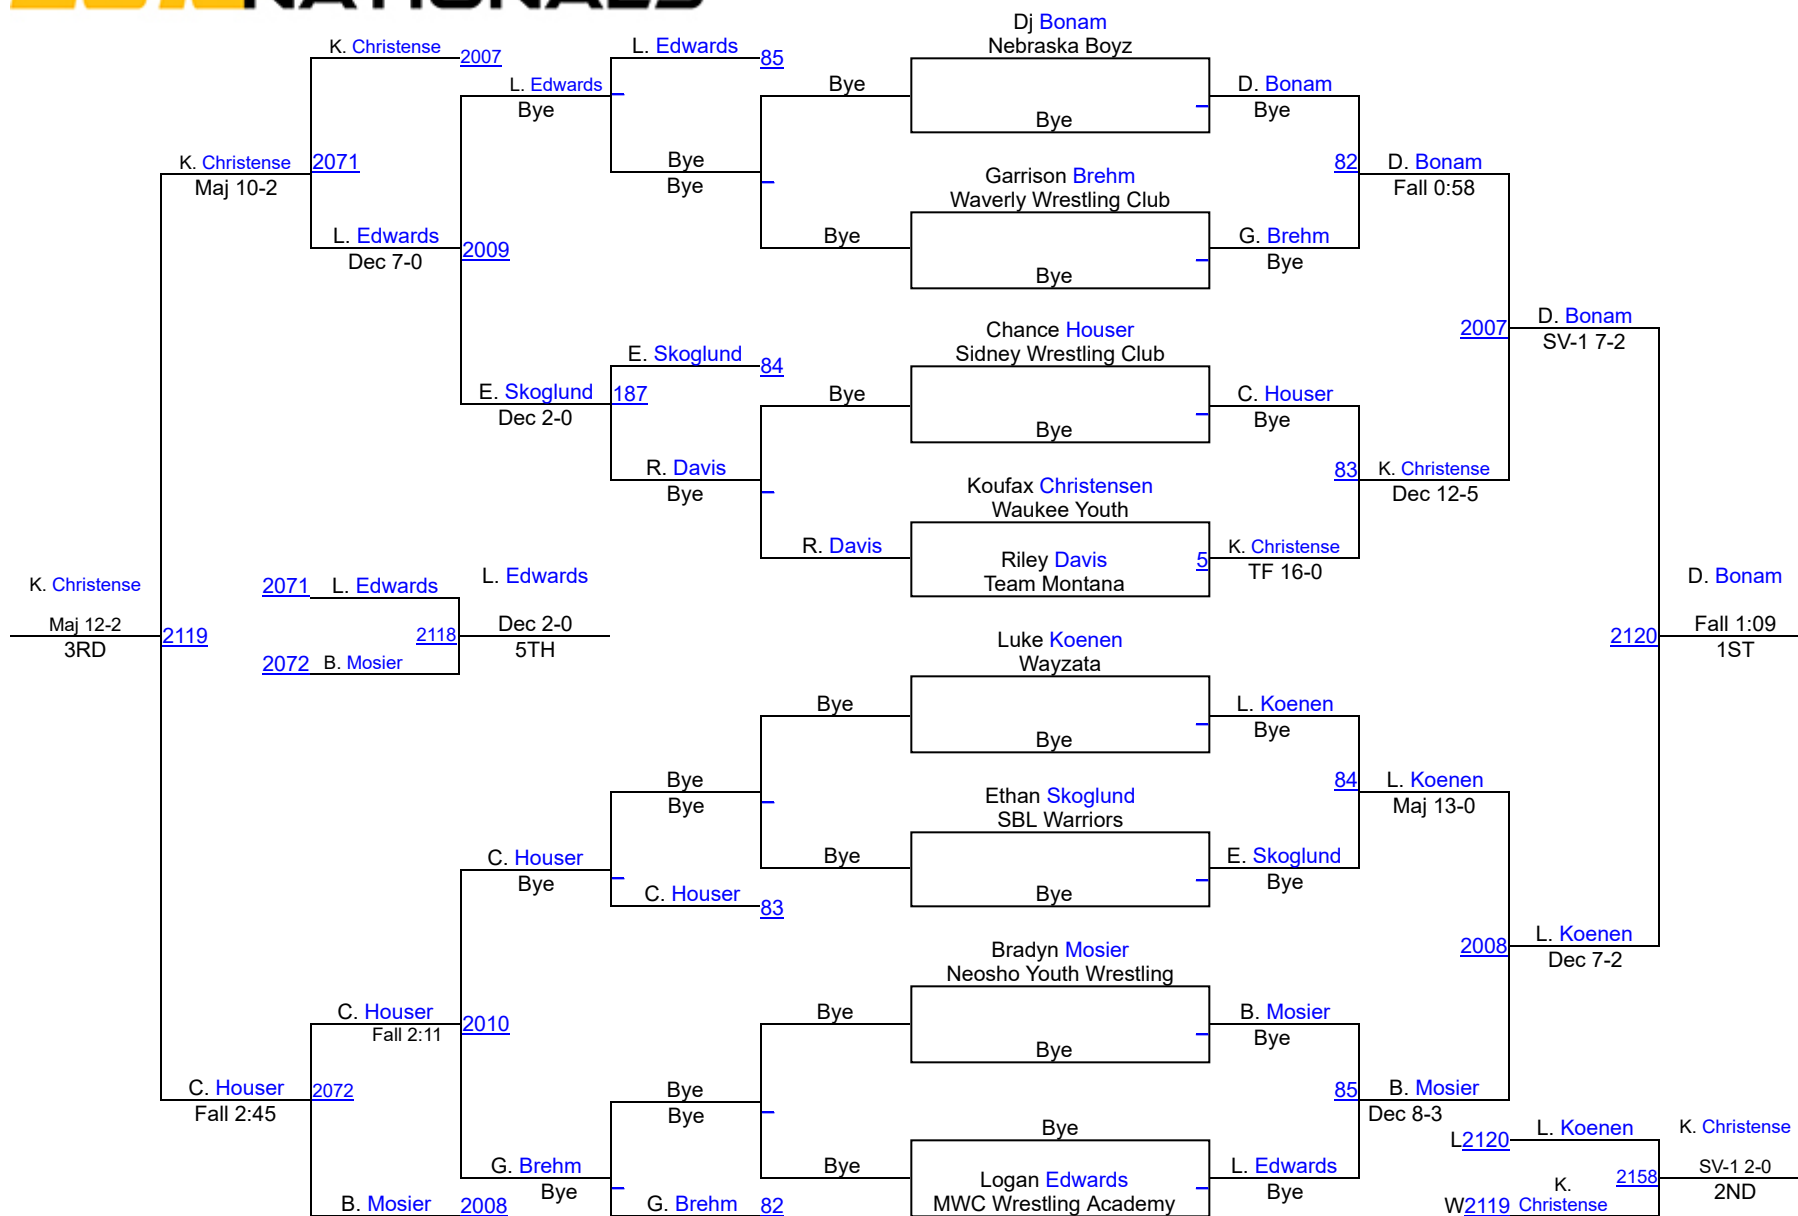 NATIONALS
Dj Bonam
Nebraska Boyz
K. Christense 2007
L. Edwards 85
L. Edwards
Bye
Bye
D. Bonam
Bye
Bye
K. Christense 2071
Maj 10-2
Bye
Bye
82 D. Bonam
Fall 0:58
Garrison Brehm
Waverly Wrestling Club
L. Edwards
Dec 7-0
2009
Bye
G. Brehm
Bye
Bye
Chance Houser
Sidney Wrestling Club
2007 D. Bonam
SV-1 7-2
E. Skoglund 84
E. Skoglund 187
Dec 2-0
Bye
C. Houser
Bye
Bye
R. Davis
Bye
83 K. Christense
Dec 12-5
Koufax Christensen
Waukee Youth
R. Davis
Riley Davis
Team Montana
5 K. Christense
TF 16-0
K. Christense
Maj 12-2
3RD
2119
2071 L. Edwards
2072 B. Mosier
2118
L. Edwards
Dec 2-0
5TH
D. Bonam
2120 Fall 1:09
1ST
Luke Koenen
Wayzata
Bye
L. Koenen
Bye
Bye
Bye
Bye
84 L. Koenen
Maj 13-0
Ethan Skoglund
SBL Warriors
C. Houser
Bye
Bye
E. Skoglund
Bye
Bye
C. Houser 83
2008 L. Koenen
Dec 7-2
Bradyn Mosier
Neosho Youth Wrestling
C. Houser
Fall 2:11
2010
Bye
B. Mosier
Bye
Bye
C. Houser 2072
Fall 2:45
Bye
Bye
85 B. Mosier
Dec 8-3
Bye
G. Brehm
Bye
Bye
Logan Edwards
MWC Wrestling Academy
L. Edwards
Bye
B. Mosier 2008
G. Brehm 82
L2120 L. Koenen
W2119 K. Christense
2158
K. Christense
SV-1 2-0
2ND